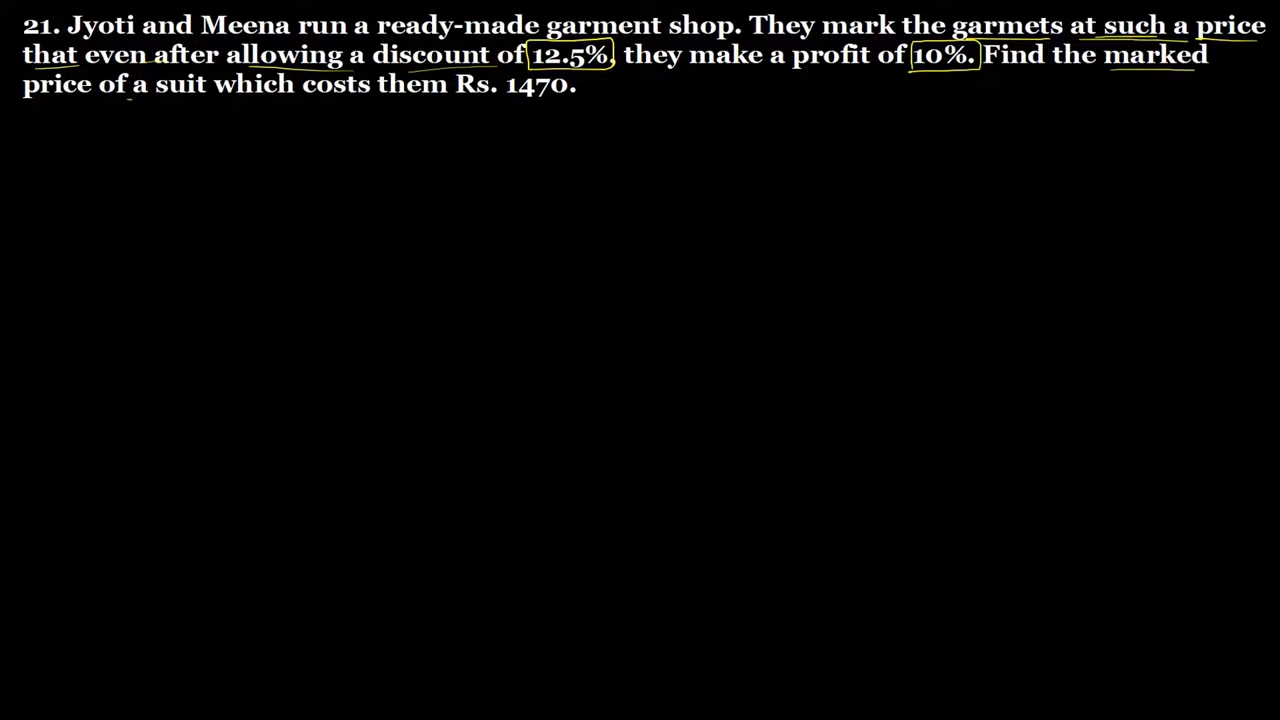 21. Jyoti and Meena run a ready-made garment shop. They mark the garmets at such a price
that even after allowing a discount of 12.5%, they make a profit of 10%. Find the marked
price of a suit which costs them Rs. 1470.